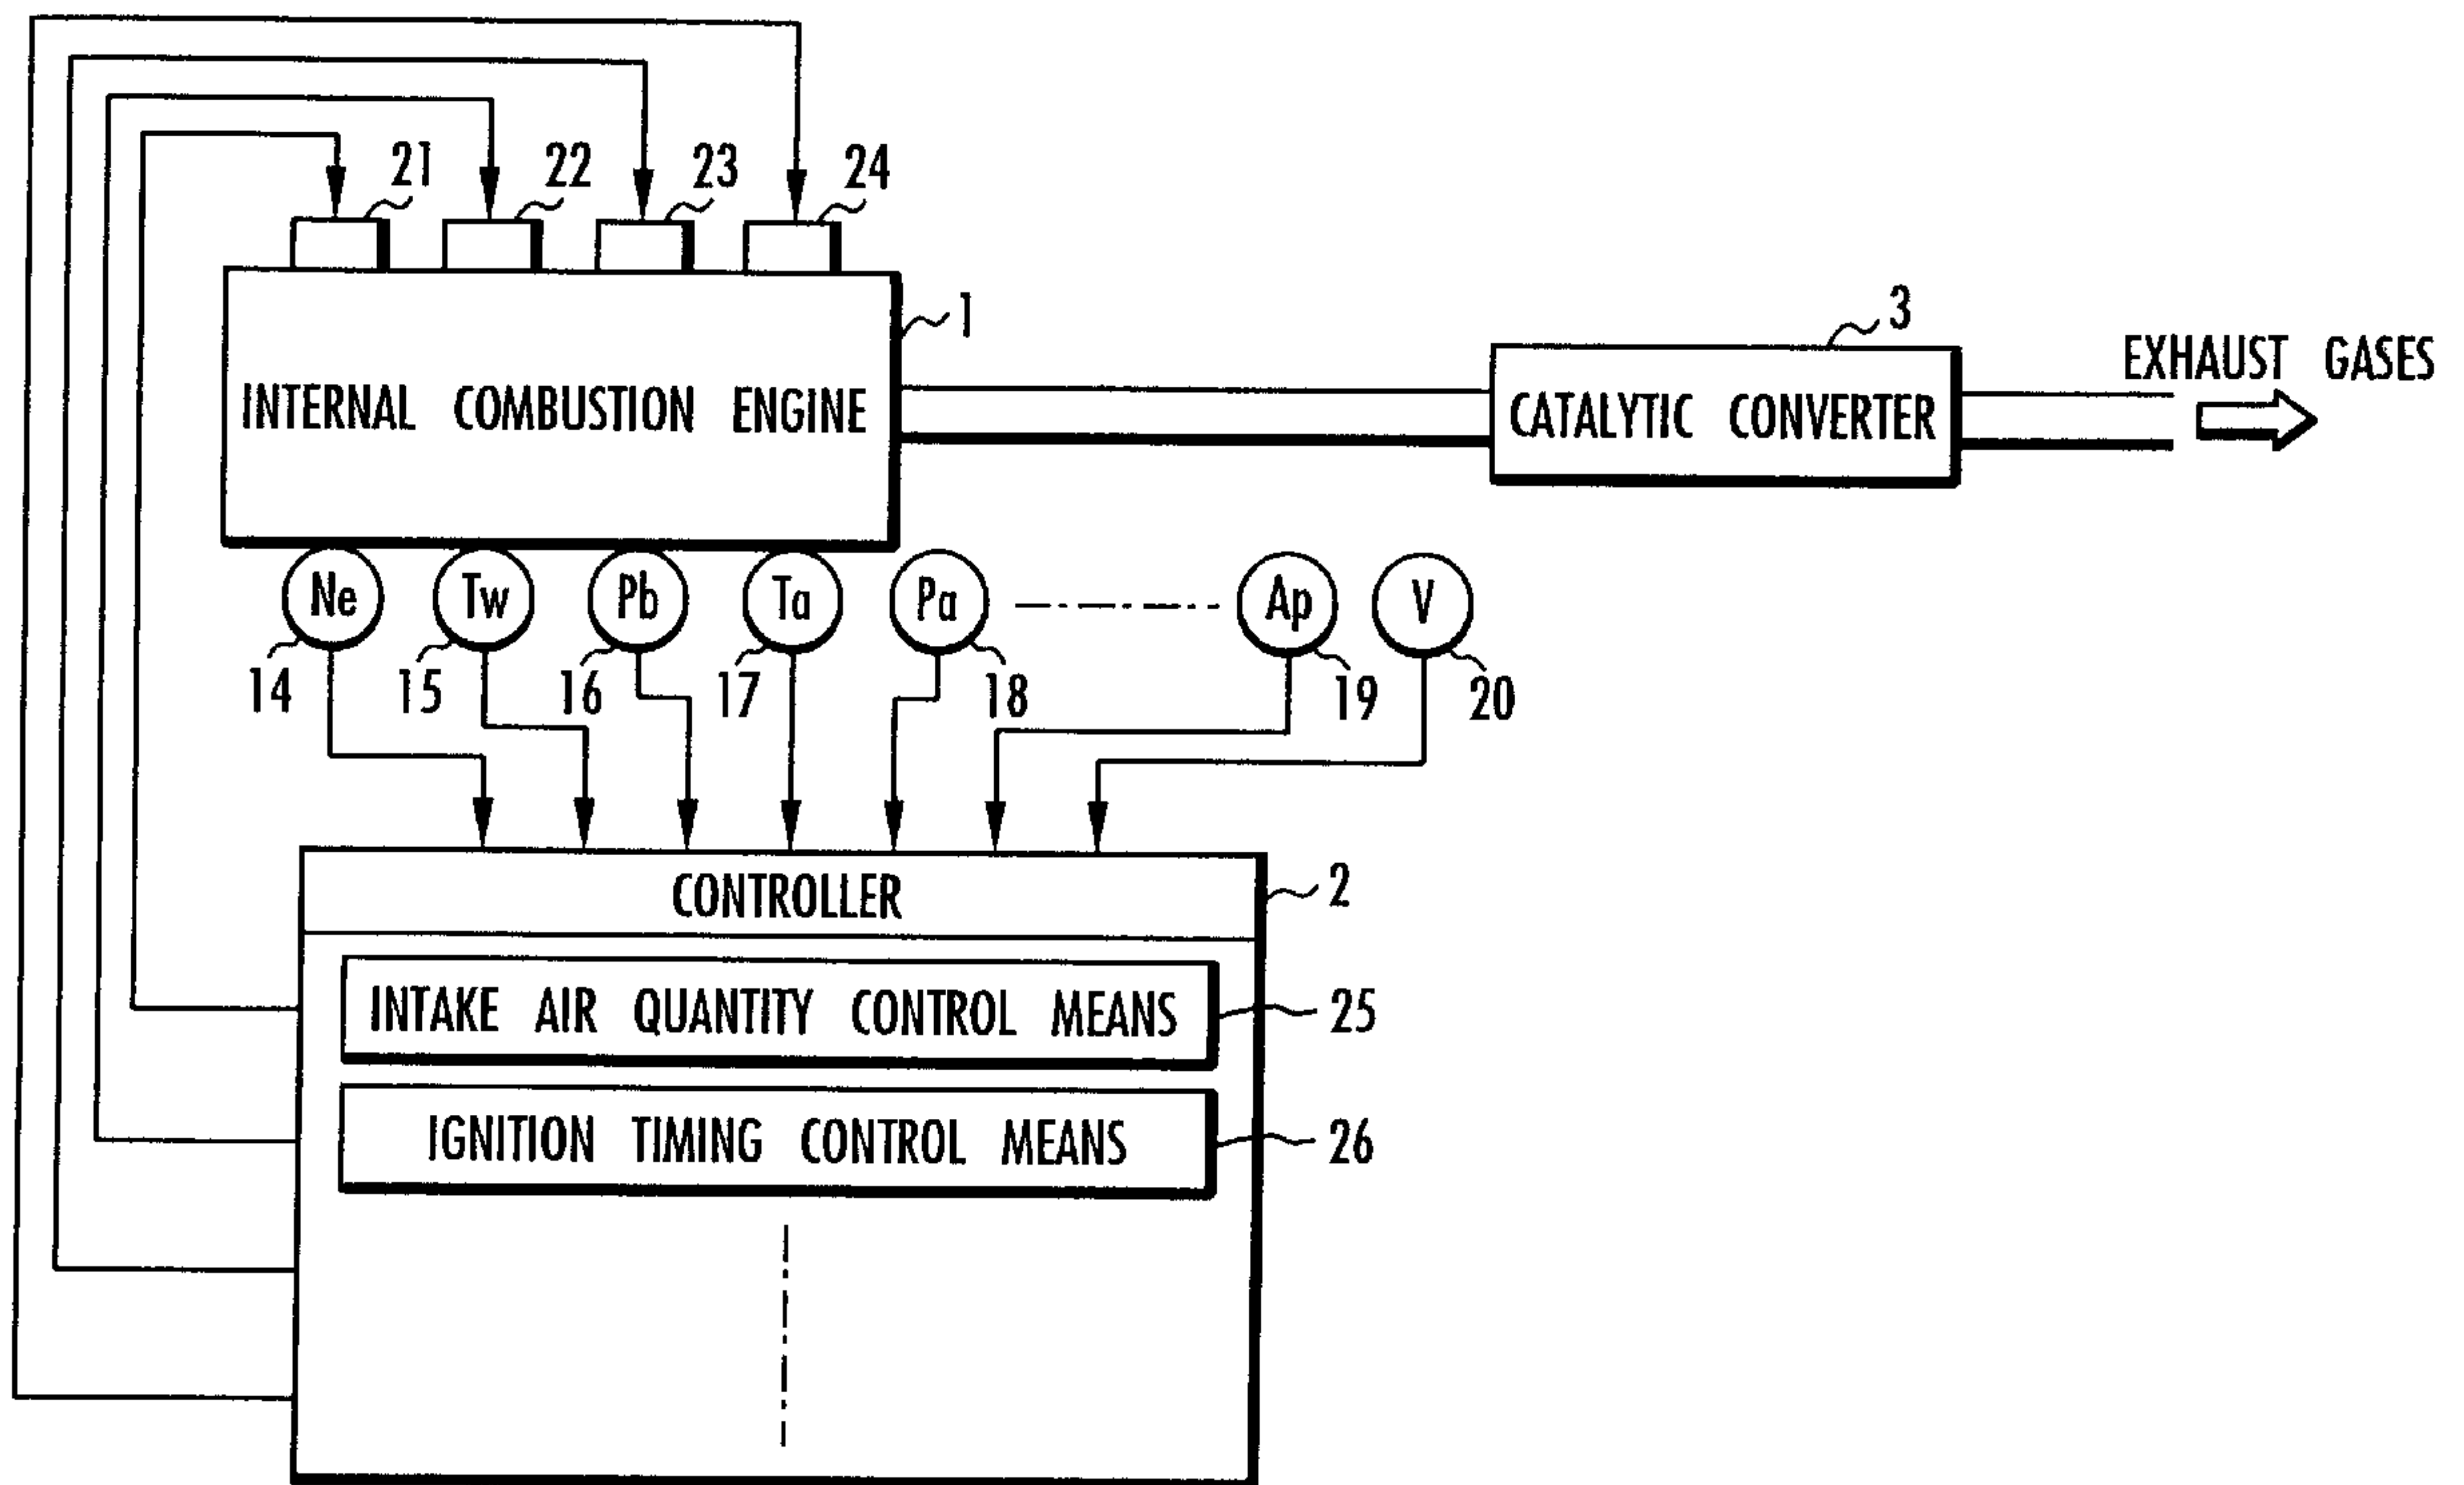 21 22 23 24
1
INTERNAL COMBUSTION ENGINE
3
CATALYTIC CONVERTER
EXHAUST GASES
Ne Tw Pb Ta Pa Ap V
14 15 16 17 18 19 20
CONTROLLER
2
INTAKE AIR QUANTITY CONTROL MEANS
25
IGNITION TIMING CONTROL MEANS
26